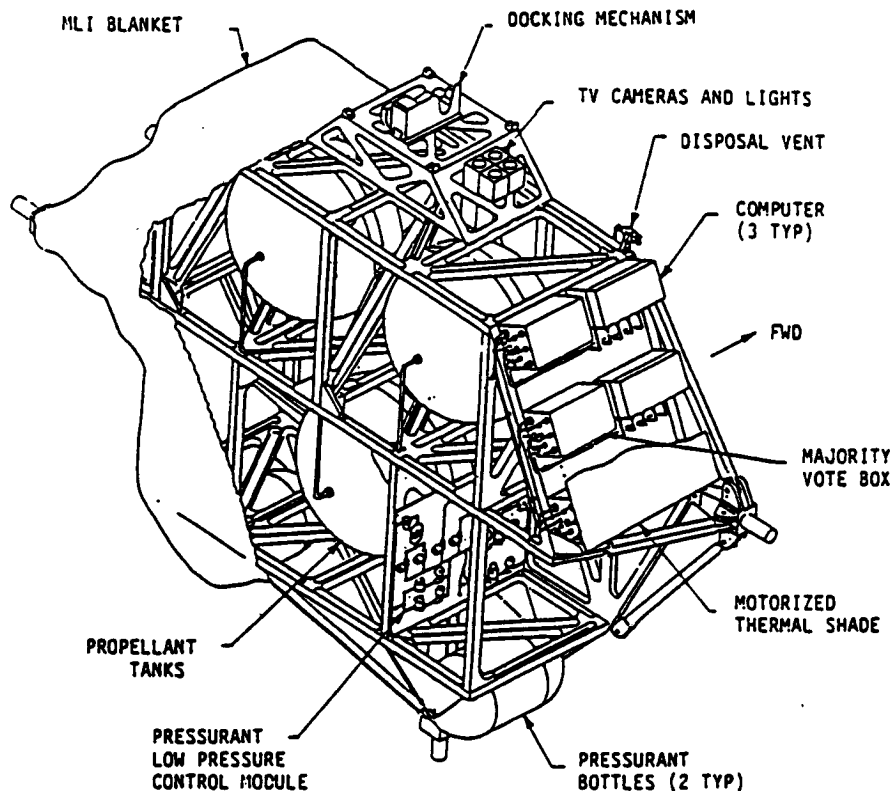 MLI BLANKET
DOCKING MECHANISM
TV CAMERAS AND LIGHTS
DISPOSAL VENT
COMPUTER
(3 TYP)
FWD
MAJORITY
VOTE BOX
MOTORIZED
THERMAL SHADE
PROPELLANT
TANKS
PRESSURANT
LOW PRESSURE
CONTROL MODULE
PRESSURANT
BOTTLES (2 TYP)